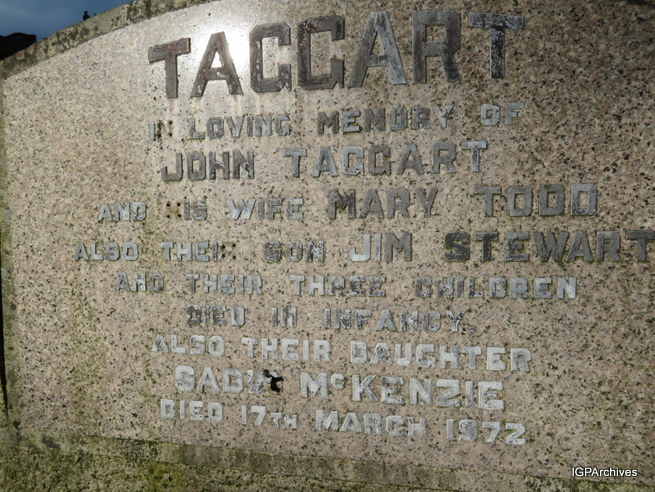 TAGGART
IN LOVING MEMORY OF
JOHN TAGGART
AND HIS WIFE MARY TODD
ALSO THEIR SON JIM STEWART
AND THEIR THREE CHILDREN
DIED IN INFANCY.
ALSO THEIR DAUGHTER
MCKENZIE
DIED 17TH MARCH 1972
IGPArchives